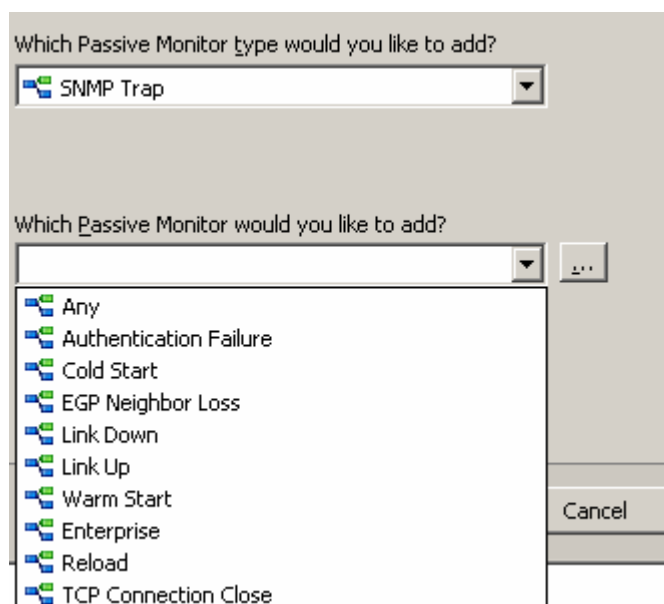 Which Passive Monitor type would you like to add?
SNMP Trap
Which Passive Monitor would you like to add?
...
Any
Authentication Failure
Cold Start
EGP Neighbor Loss
Link Down
Link Up
Warm Start
Cancel
Enterprise
Reload
TCP Connection Close